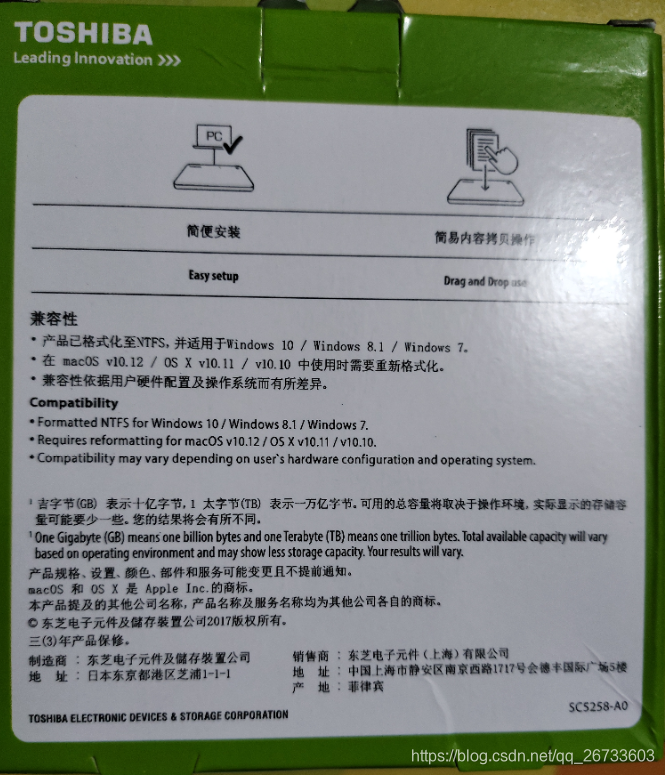 TOSHIBA
Leading Innovation >>>
PC
简便安装
简易内容拷贝操作
Easy setup
Drag and Drop use
兼容性
• 产品已格式化至NTFS, 并适用于Windows 10 / Windows 8.1 / Windows 7。
• 在 macOS v10.12 / OS X v10.11 / v10.10 中使用时需要重新格式化。
• 兼容性依据用户硬件配置及操作系统而有所差异。
Compatibility
• Formatted NTFS for Windows 10 / Windows 8.1 / Windows 7.
• Requires reformatting for macOS v10.12 / OS X v10.11 / v10.10.
• Compatibility may vary depending on user`s hardware configuration and operating system.
¹ 吉字节(GB) 表示十亿字节, 1 太字节(TB) 表示一万亿字节。可用的总容量将取决于操作环境, 实际显示的存储容
量可能要少一些。您的结果将会有所不同。
¹ One Gigabyte (GB) means one billion bytes and one Terabyte (TB) means one trillion bytes. Total available capacity will vary
based on operating environment and may show less storage capacity. Your results will vary.
产品规格、设置、颜色、部件和服务可能变更且不提前通知。
macOS 和 OS X 是 Apple Inc.的商标。
本产品提及的其他公司名称, 产品名称及服务名称均为其他公司各自的商标。
© 东芝电子元件及储存装置公司2017版权所有。
三(3)年产品保修。
制造商 : 东芝电子元件及储存装置公司
地 址 : 日本东京都港区芝浦1-1-1
销售商 : 东芝电子元件 (上海) 有限公司
地 址 : 中国上海市静安区南京西路1717号会德丰国际广场5楼
产 地 : 菲律宾
TOSHIBA ELECTRONIC DEVICES & STORAGE CORPORATION
SC5258-A0
https://blog.csdn.net/qq_26733603